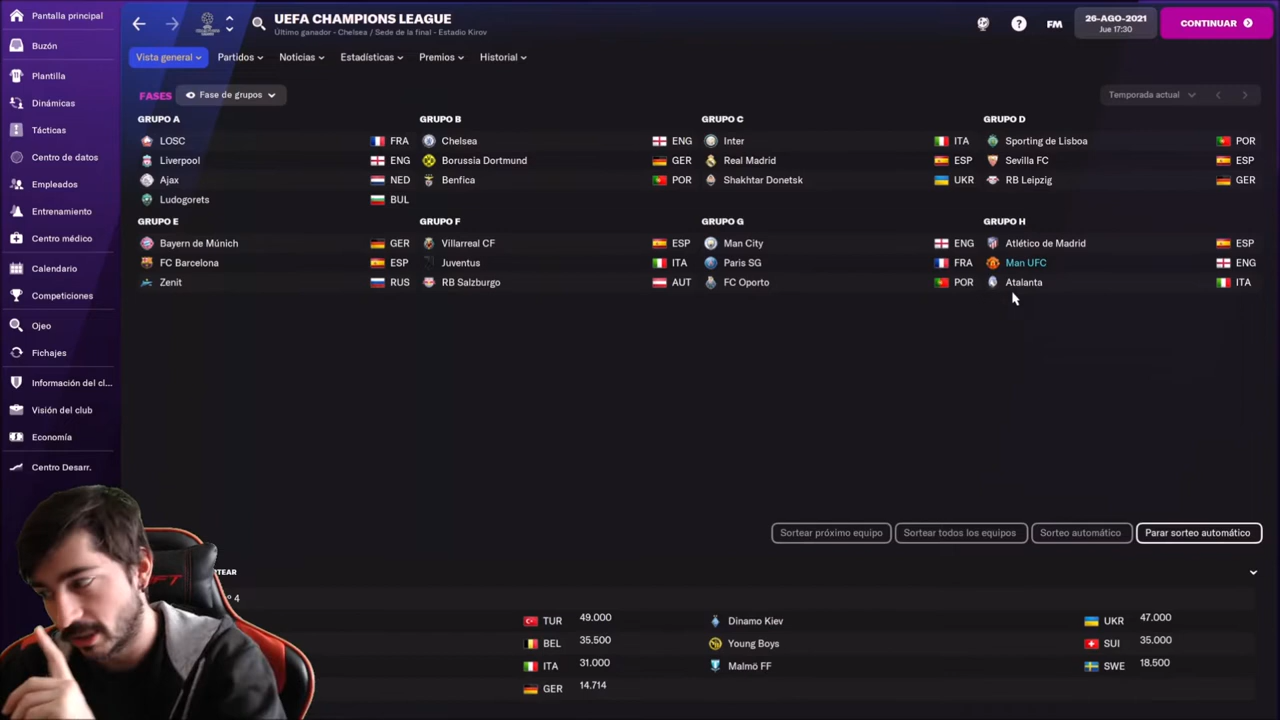 Pantalla principal
Buzón
Plantilla
Dinámicas
Tácticas
Centro de datos
Empleados
Entrenamiento
Centro médico
Calendario
Competiciones
Ojeo
Fichajes
Información del cl...
Visión del club
Economía
Centro Desarr.
UEFA CHAMPIONS LEAGUE
Último ganador - Chelsea / Sede de la final - Estadio Kirov
? FM 26-AGO-2021
Jue 17:30
CONTINUAR
Vista general Partidos Noticias Estadísticas Premios Historial
FASES Fase de grupos Temporada actual
GRUPO A
LOSC FRA
Liverpool ENG
Ajax NED
Ludogorets BUL
GRUPO B
Chelsea ENG
Borussia Dortmund GER
Benfica POR
GRUPO C
Inter ITA
Real Madrid ESP
Shakhtar Donetsk UKR
GRUPO D
Sporting de Lisboa POR
Sevilla FC ESP
RB Leipzig GER
GRUPO E
Bayern de Múnich GER
FC Barcelona ESP
Zenit RUS
GRUPO F
Villarreal CF ESP
Juventus ITA
RB Salzburgo AUT
GRUPO G
Man City ENG
Paris SG FRA
FC Oporto POR
GRUPO H
Atlético de Madrid ESP
Man UFC ENG
Atalanta ITA
Sortear próximo equipo Sortear todos los equipos Sorteo automático Parar sorteo automático
º 4
TUR 49.000 Dinamo Kiev UKR 47.000
BEL 35.500 Young Boys SUI 35.000
ITA 31.000 Malmö FF SWE 18.500
GER 14.714